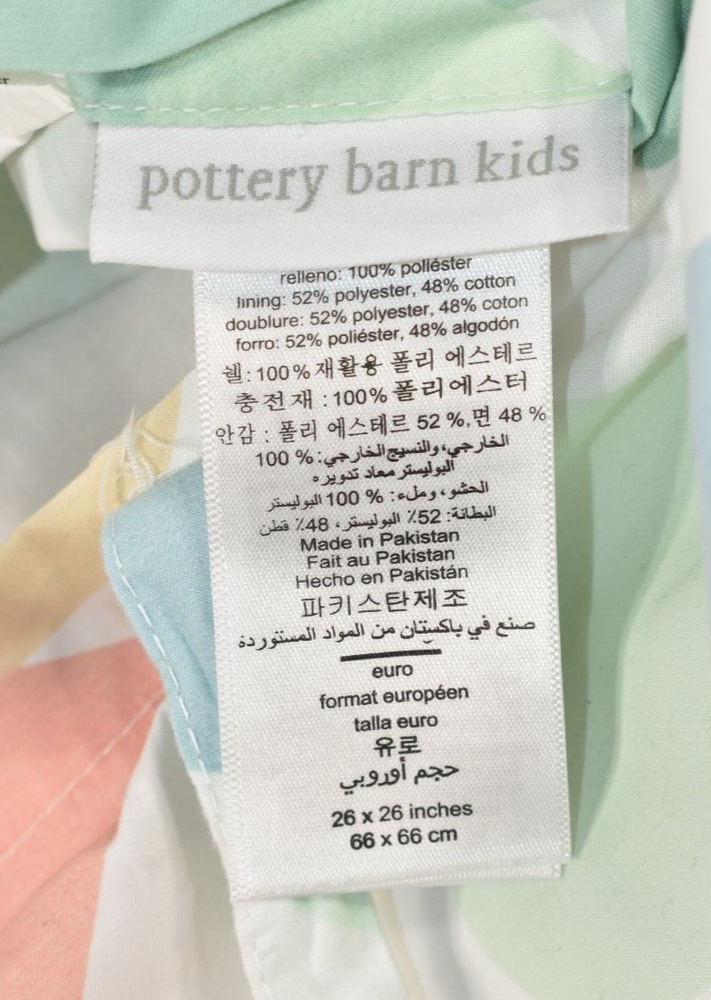 pottery barn kids
relleno: 100% poliéster
lining: 52% polyester, 48% cotton
doublure: 52% polyester, 48% coton
forro: 52% poliéster, 48% algodón
쉘: 100% 재활용 폴리 에스테르
충전재 : 100% 폴리에스터
안감 : 폴리 에스테르 52 %, 면 48 %
الخارجي، والنسيج الخارجي: % 100
البوليستر معاد تدويره
الحشو، وملء: % 100 البوليستر
البطانة: 52٪ البوليستر، 48٪ قطن
Made in Pakistan
Fait au Pakistan
Hecho en Pakistán
파키스탄제조
صنع في باكستان من المواد المستوردة
euro
format européen
talla euro
유로
حجم أوروبي
26 x 26 inches
66 x 66 cm